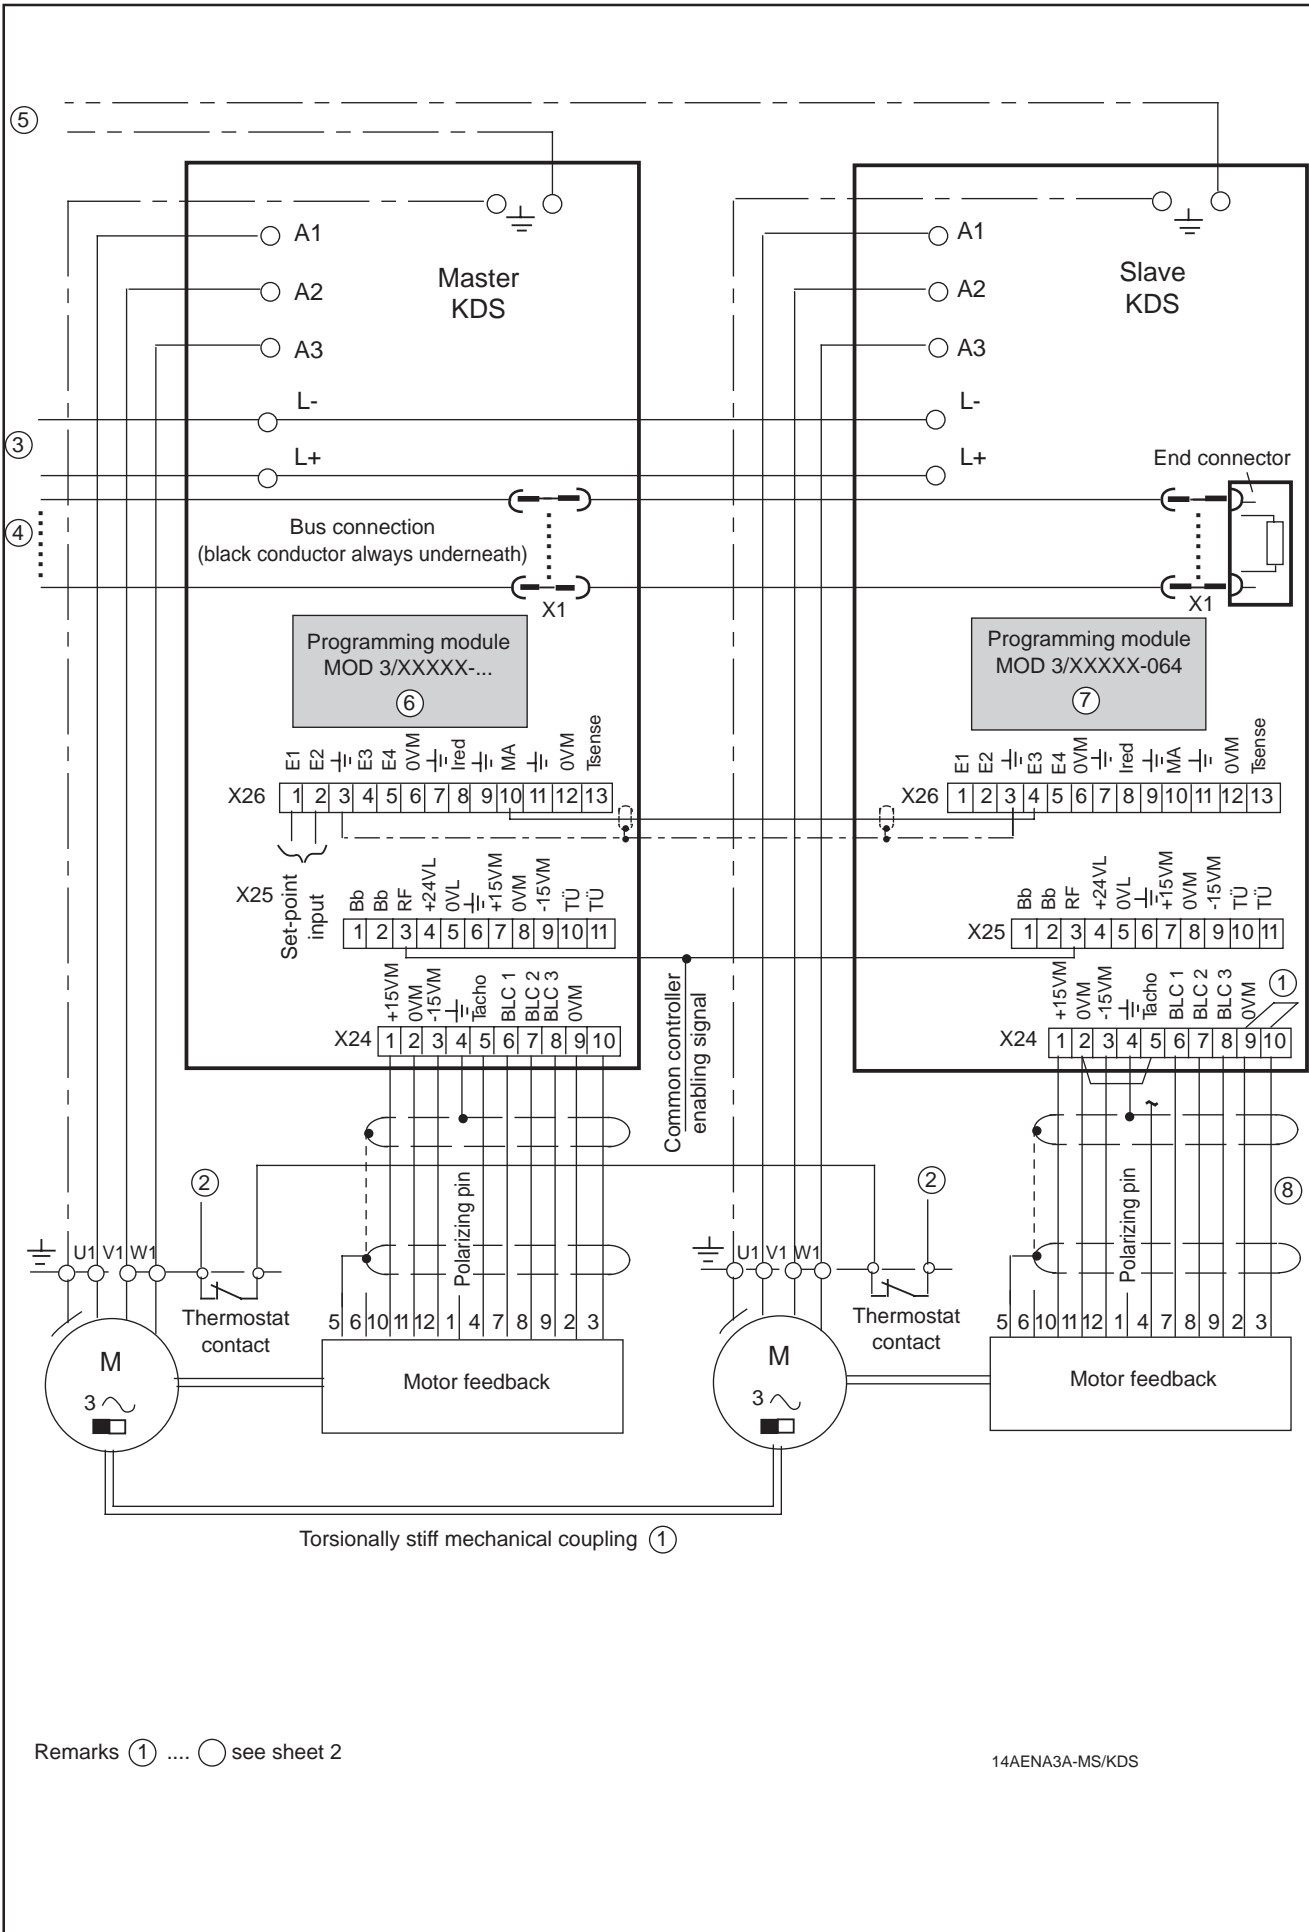 5
A1
Master
KDS
A2
A3
L-
3
L+
4
Bus connection
(black conductor always underneath)
X1
Programming module
MOD 3/XXXXX-...
6
E1 E2 E3 E4 0VM Ired MA 0VM Tsense
X26 1 2 3 4 5 6 7 8 9 10 11 12 13
Set-point
input
Bb Bb RF +24VL 0VL +15VM 0VM -15VM TÜ TÜ
X25 1 2 3 4 5 6 7 8 9 10 11
+15VM 0VM -15VM Tacho BLC 1 BLC 2 BLC 3 0VM
X24 1 2 3 4 5 6 7 8 9 10
A1
Slave
KDS
A2
A3
L-
L+
End connector
X1
Programming module
MOD 3/XXXXX-064
7
E1 E2 E3 E4 0VM Ired MA 0VM Tsense
X26 1 2 3 4 5 6 7 8 9 10 11 12 13
Bb Bb RF +24VL 0VL +15VM 0VM -15VM TÜ TÜ
X25 1 2 3 4 5 6 7 8 9 10 11
+15VM 0VM -15VM Tacho BLC 1 BLC 2 BLC 3 0VM
1
X24 1 2 3 4 5 6 7 8 9 10
Common controller
enabling signal
2
Polarizing pin
U1 V1 W1
Thermostat
contact
5 6 10 11 12 1 4 7 8 9 2 3
M
3
Motor feedback
2
Polarizing pin
8
U1 V1 W1
Thermostat
contact
5 6 10 11 12 1 4 7 8 9 2 3
M
3
Motor feedback
Torsionally stiff mechanical coupling 1
Remarks 1 .... see sheet 2
14AENA3A-MS/KDS